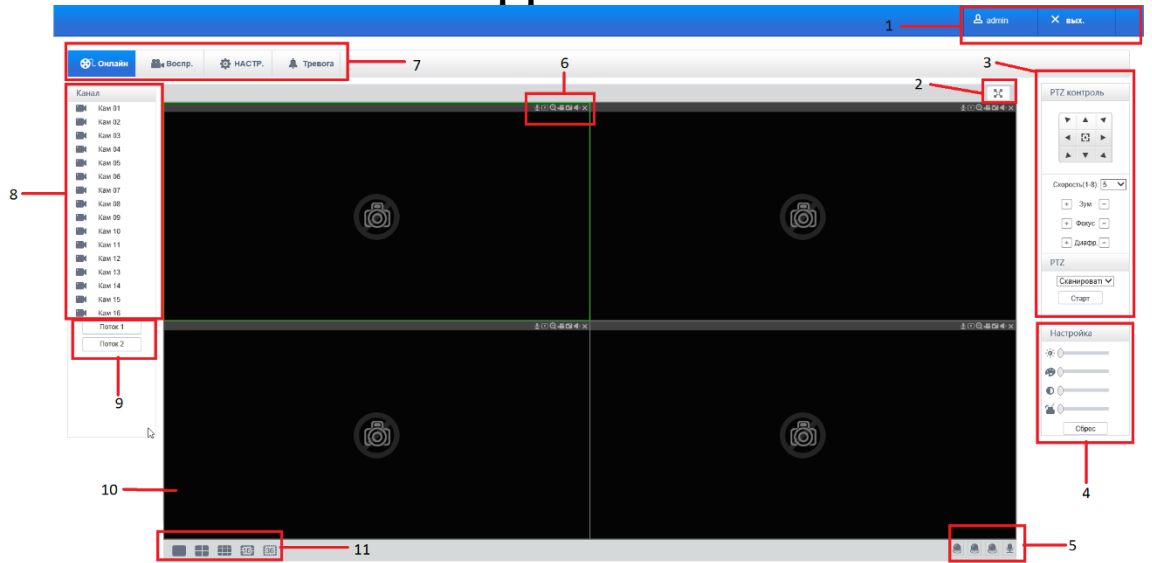 1
admin
вых.
Онлайн
Воспр.
НАСТР.
Тревога
7
6
3
2
Канал
Кам 01
Кам 02
Кам 03
Кам 04
Кам 05
Кам 06
Кам 07
Кам 08
Кам 09
Кам 10
Кам 11
Кам 12
Кам 13
Кам 14
Кам 15
Кам 16
8
Поток 1
Поток 2
9
10
16
36
11
5
PTZ контроль
Скорость(1-8) 5
+ Зум −
+ Фокус −
+ Диафр. −
PTZ
Сканировать
Старт
Настройка
Сброс
4